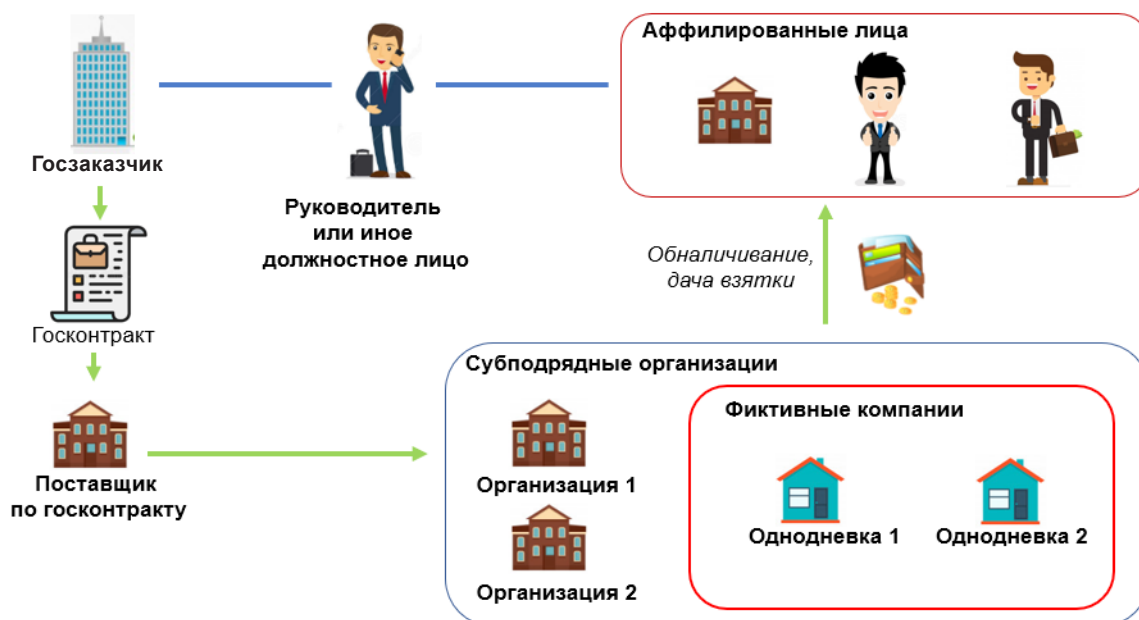 Аффилированные лица
Госзаказчик
Руководитель
или иное
должностное лицо
Обналичивание,
дача взятки
Госконтракт
Субподрядные организации
Фиктивные компании
Поставщик
по госконтракту
Организация 1
Однодневка 1
Однодневка 2
Организация 2